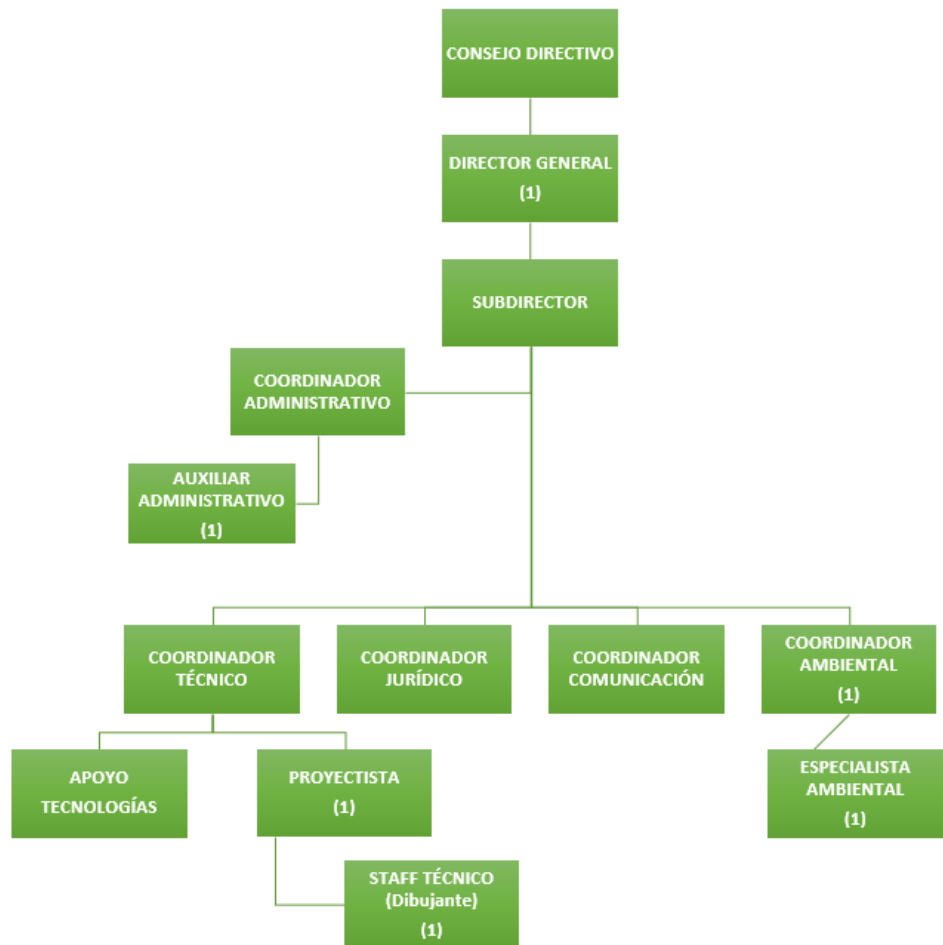 CONSEJO DIRECTIVO
DIRECTOR GENERAL
(1)
SUBDIRECTOR
COORDINADOR
ADMINISTRATIVO
AUXILIAR
ADMINISTRATIVO
(1)
COORDINADOR
TÉCNICO
COORDINADOR
JURÍDICO
COORDINADOR
COMUNICACIÓN
COORDINADOR
AMBIENTAL
(1)
APOYO
TECNOLOGÍAS
PROYECTISTA
(1)
ESPECIALISTA
AMBIENTAL
(1)
STAFF TÉCNICO
(Dibujante)
(1)